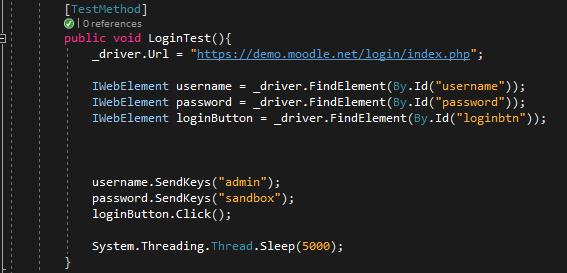 [TestMethod]
| 0 references
public void LoginTest(){
_driver.Url = "https://demo.moodle.net/login/index.php";
IWebElement username = _driver.FindElement(By.Id("username"));
IWebElement password = _driver.FindElement(By.Id("password"));
IWebElement loginButton = _driver.FindElement(By.Id("loginbtn"));
username.SendKeys("admin");
password.SendKeys("sandbox");
loginButton.Click();
System.Threading.Thread.Sleep(5000);
}